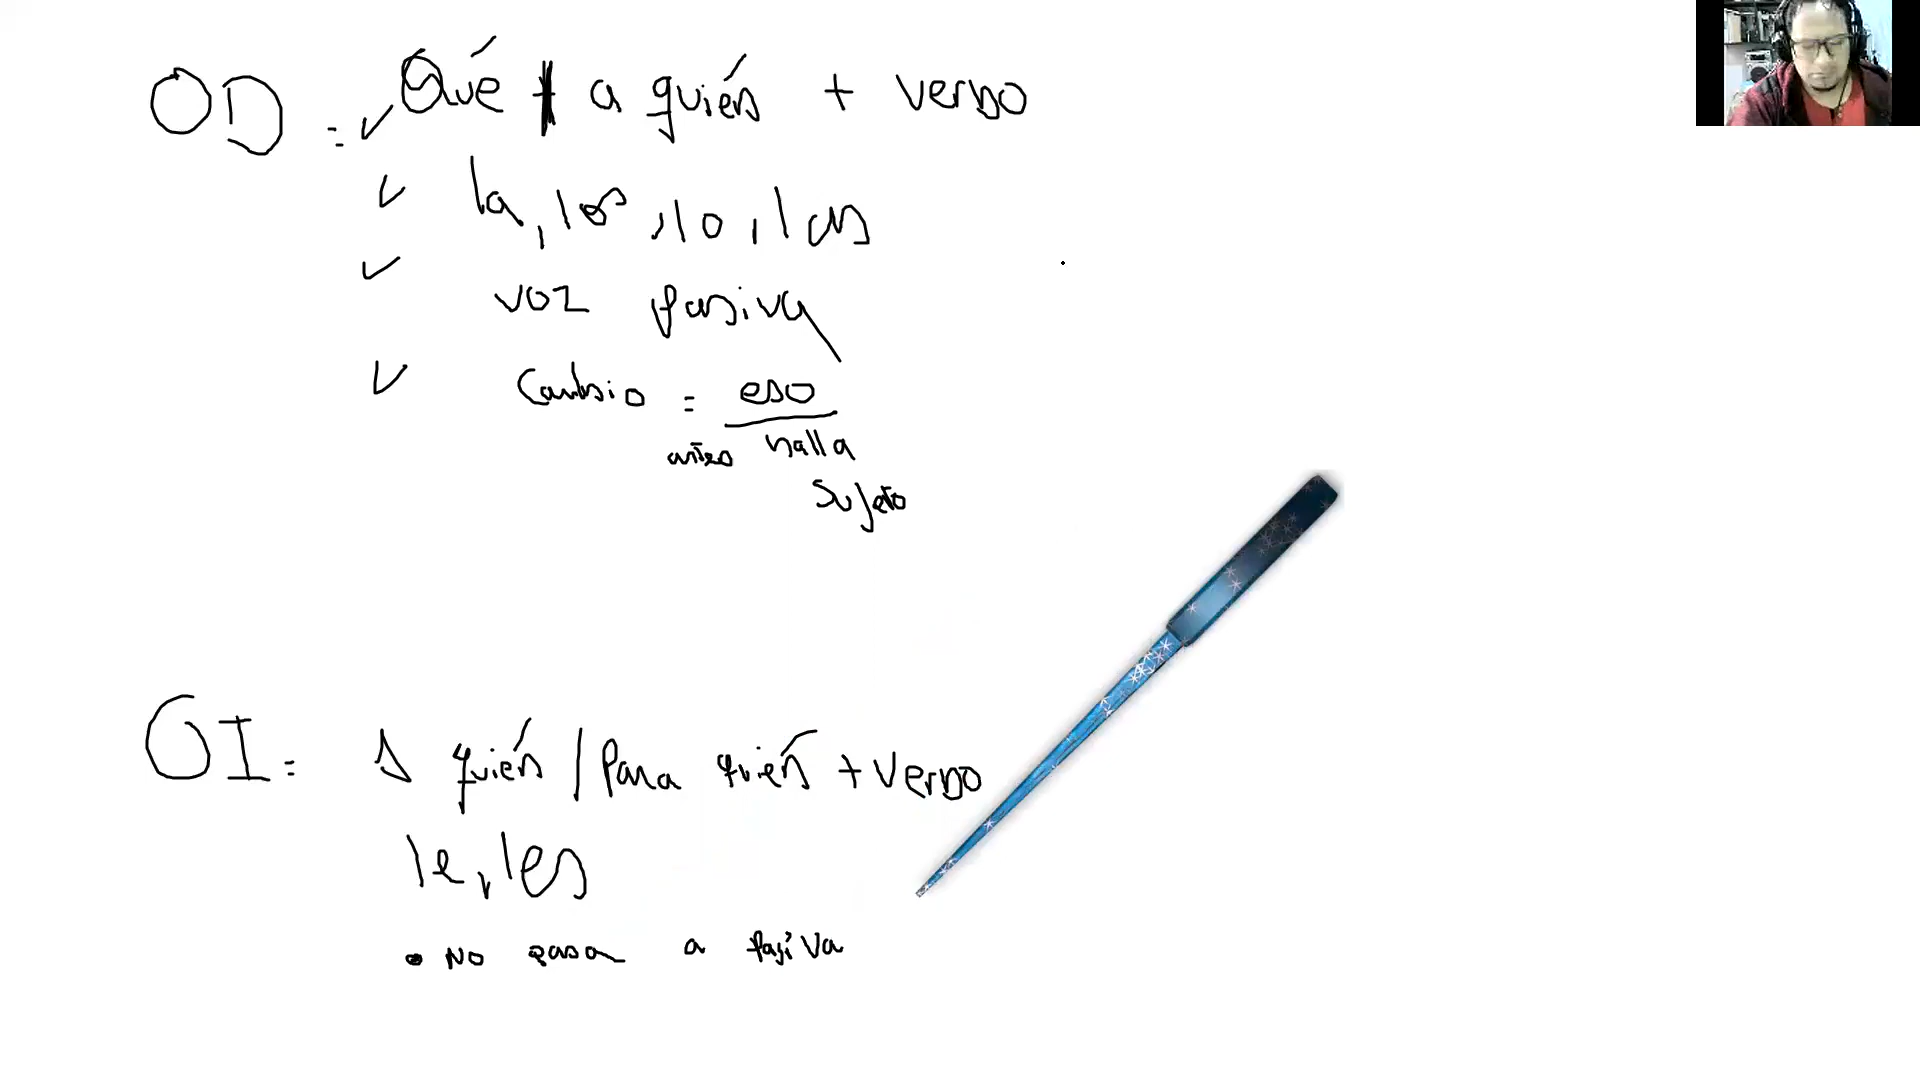 OD = Qué / a quién + verbo
la, los, lo, las
voz pasiva
Cambio = eso
antes halla
sujeto
OI = A quién / Para quién + verbo
le, les
• No pasa a pasiva